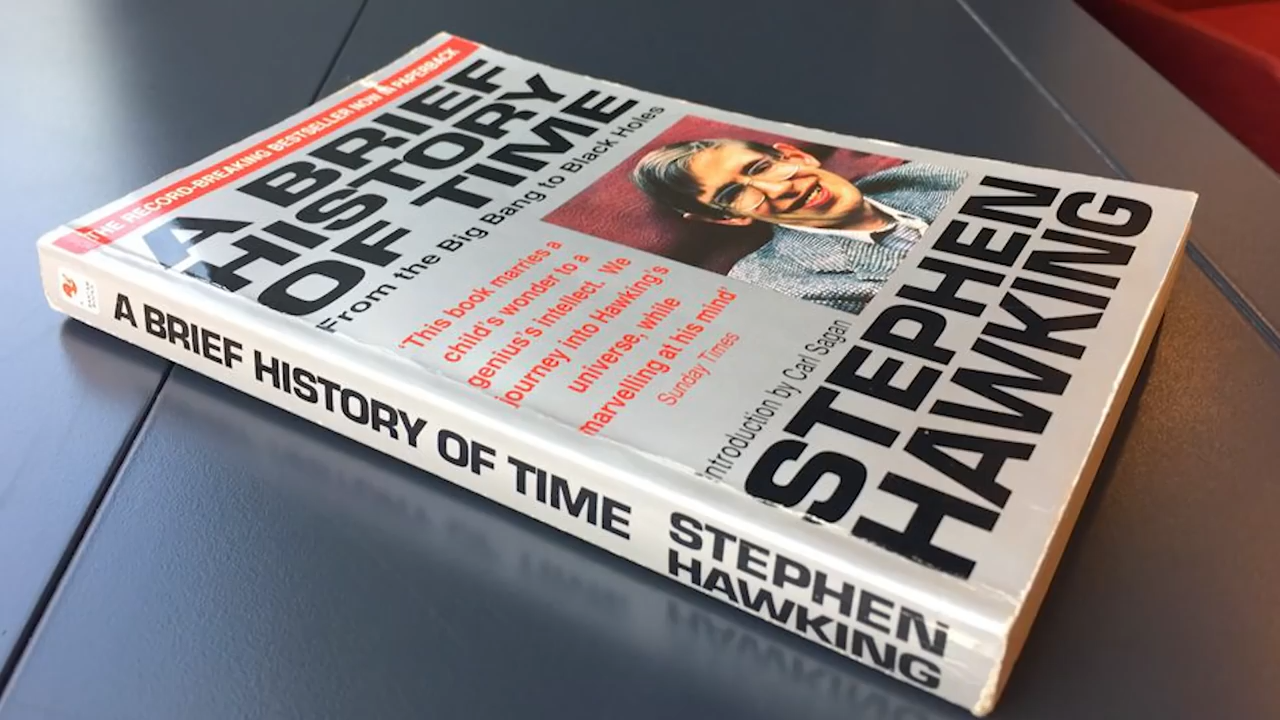 THE RECORD-BREAKING BESTSELLER NOW IN PAPERBACK
A BRIEF
HISTORY
OF TIME
From the Big Bang to Black Holes
'This book marries a
child's wonder to a
genius's intellect. We
journey into Hawking's
universe, while
marvelling at his mind'
Sunday Times
Introduction by Carl Sagan
STEPHEN
HAWKING
A BRIEF HISTORY OF TIME
STEPHEN
HAWKING